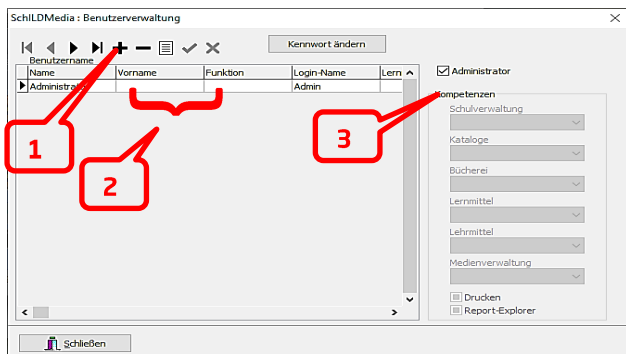 SchILDMedia : Benutzerverwaltung
Kennwort ändern
Benutzername
Name Vorname Funktion Login-Name Lern
Administrator Admin
Administrator
Kompetenzen
Schulverwaltung
Kataloge
Bücherei
Lernmittel
Lehrmittel
Medienverwaltung
Drucken
Report-Explorer
1
2
3
Schließen